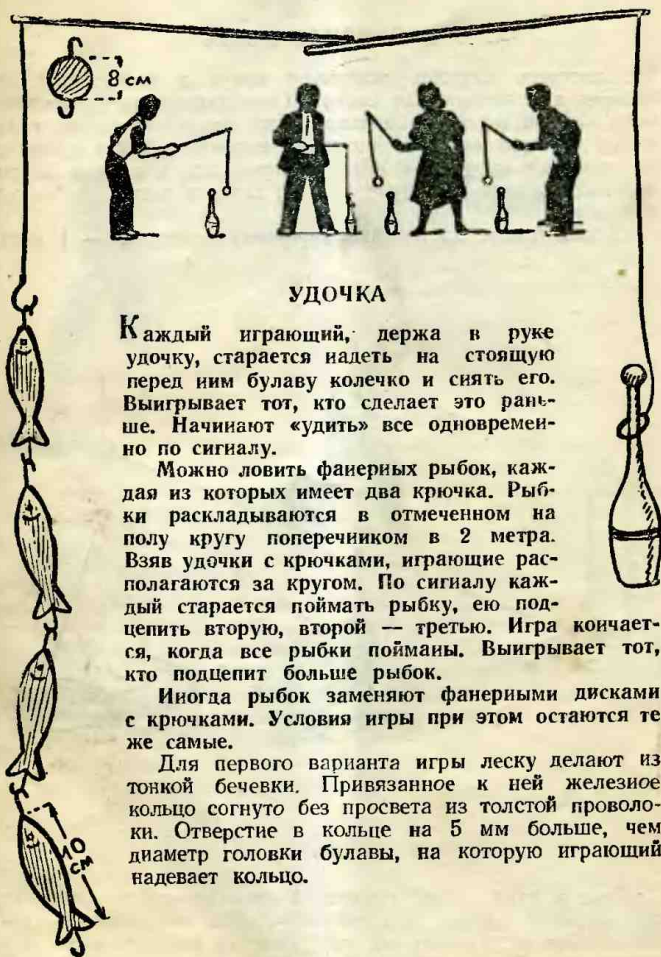 8 см
УДОЧКА
Каждый играющий, держа в руке
удочку, старается надеть на стоящую
перед ним булаву колечко и снять его.
Выигрывает тот, кто сделает это рань-
ше. Начинают «удить» все одновремен-
но по сигналу.
Можно ловить фанерных рыбок, каж-
дая из которых имеет два крючка. Рыб-
ки раскладываются в отмеченном на
полу кругу поперечником в 2 метра.
Взяв удочки с крючками, играющие рас-
полагаются за кругом. По сигналу каж-
дый старается поймать рыбку, ею под-
цепить вторую, второй — третью. Игра кончает-
ся, когда все рыбки пойманы. Выигрывает тот,
кто подцепит больше рыбок.
Иногда рыбок заменяют фанерными дисками
с крючками. Условия игры при этом остаются те
же самые.
Для первого варианта игры леску делают из
тонкой бечевки. Привязанное к ней железное
кольцо согнуто без просвета из толстой проволо-
ки. Отверстие в кольце на 5 мм больше, чем
диаметр головки булавы, на которую играющий
надевает кольцо.
10
см